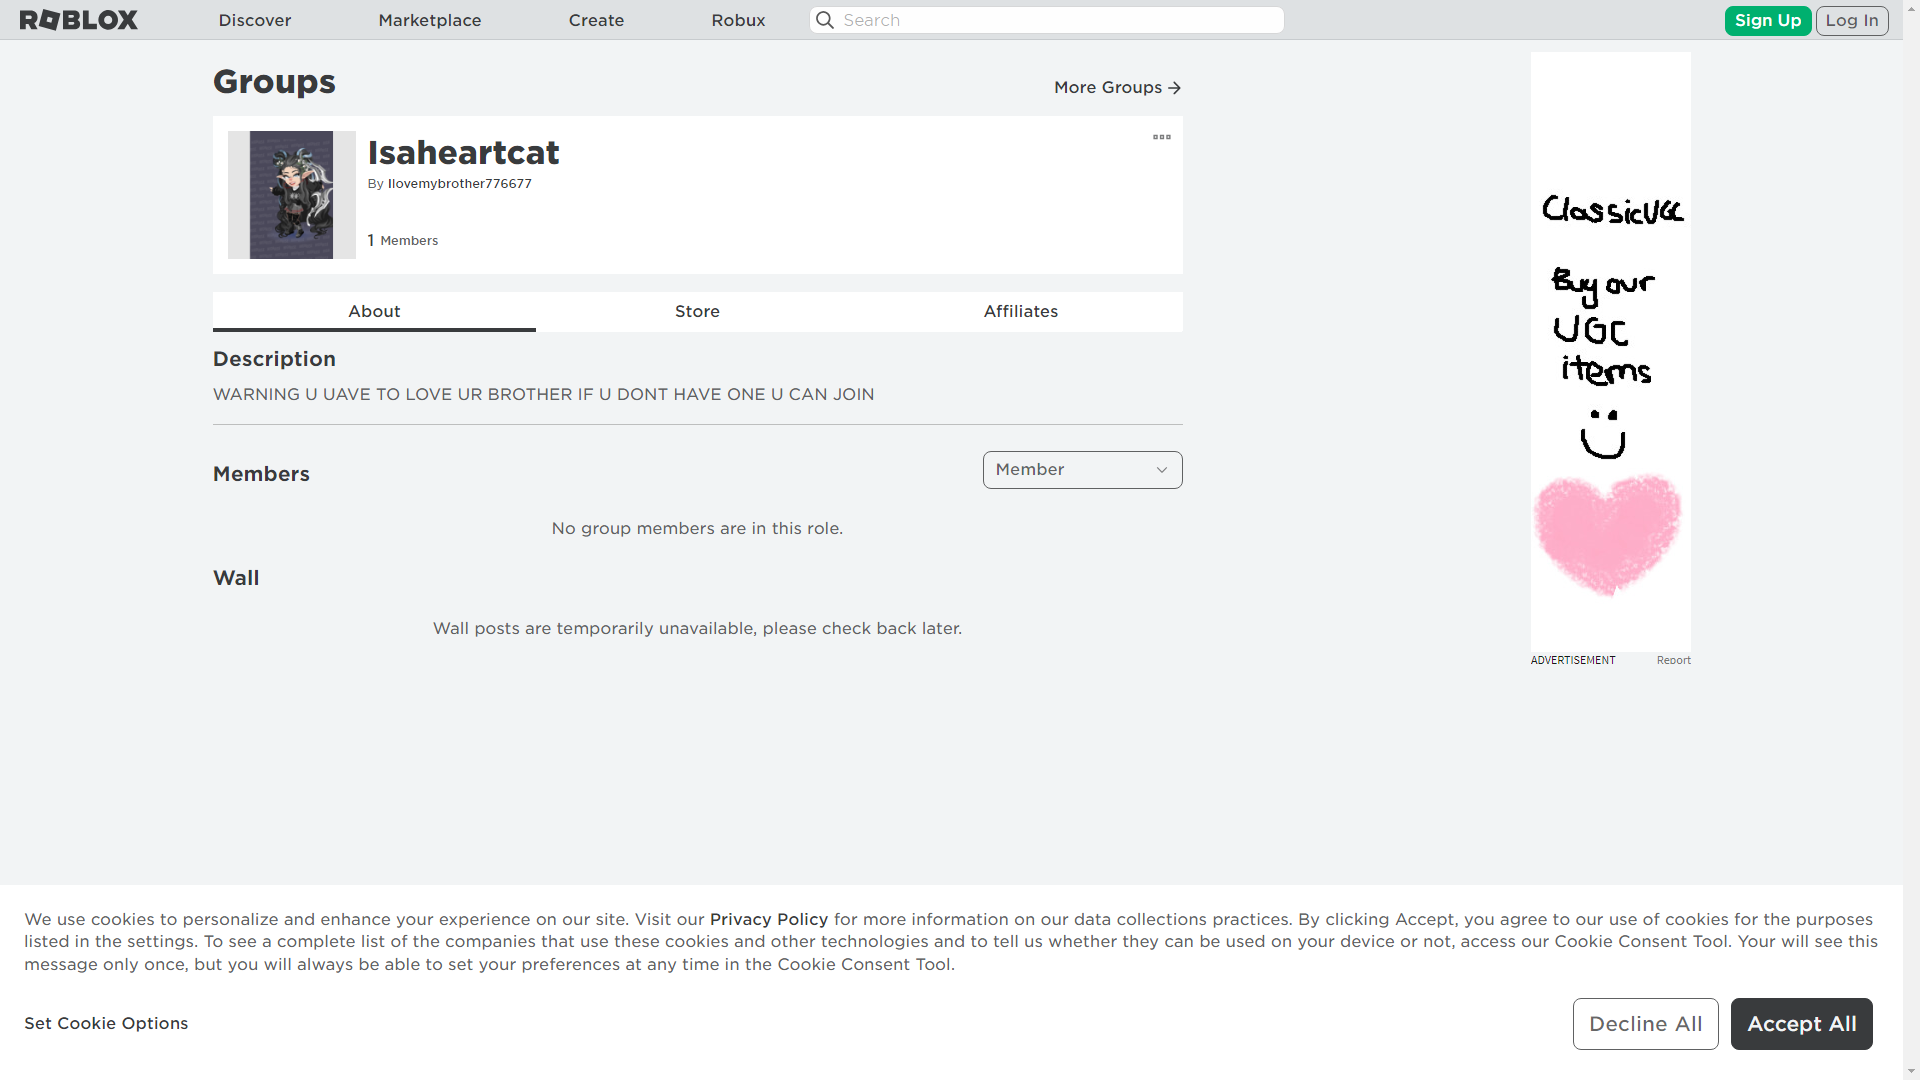 ROBLOX Discover Marketplace Create Robux Search Sign Up Log In
Groups
More Groups
Isaheartcat
By Ilovemybrother776677
1 Members
About Store Affiliates
Description
WARNING U UAVE TO LOVE UR BROTHER IF U DONT HAVE ONE U CAN JOIN
Members
Member
No group members are in this role.
Wall
Wall posts are temporarily unavailable, please check back later.
ClassicUGC
Buy our
UGC
items
ADVERTISEMENT Report
We use cookies to personalize and enhance your experience on our site. Visit our Privacy Policy for more information on our data collections practices. By clicking Accept, you agree to our use of cookies for the purposes
listed in the settings. To see a complete list of the companies that use these cookies and other technologies and to tell us whether they can be used on your device or not, access our Cookie Consent Tool. Your will see this
message only once, but you will always be able to set your preferences at any time in the Cookie Consent Tool.
Set Cookie Options
Decline All
Accept All